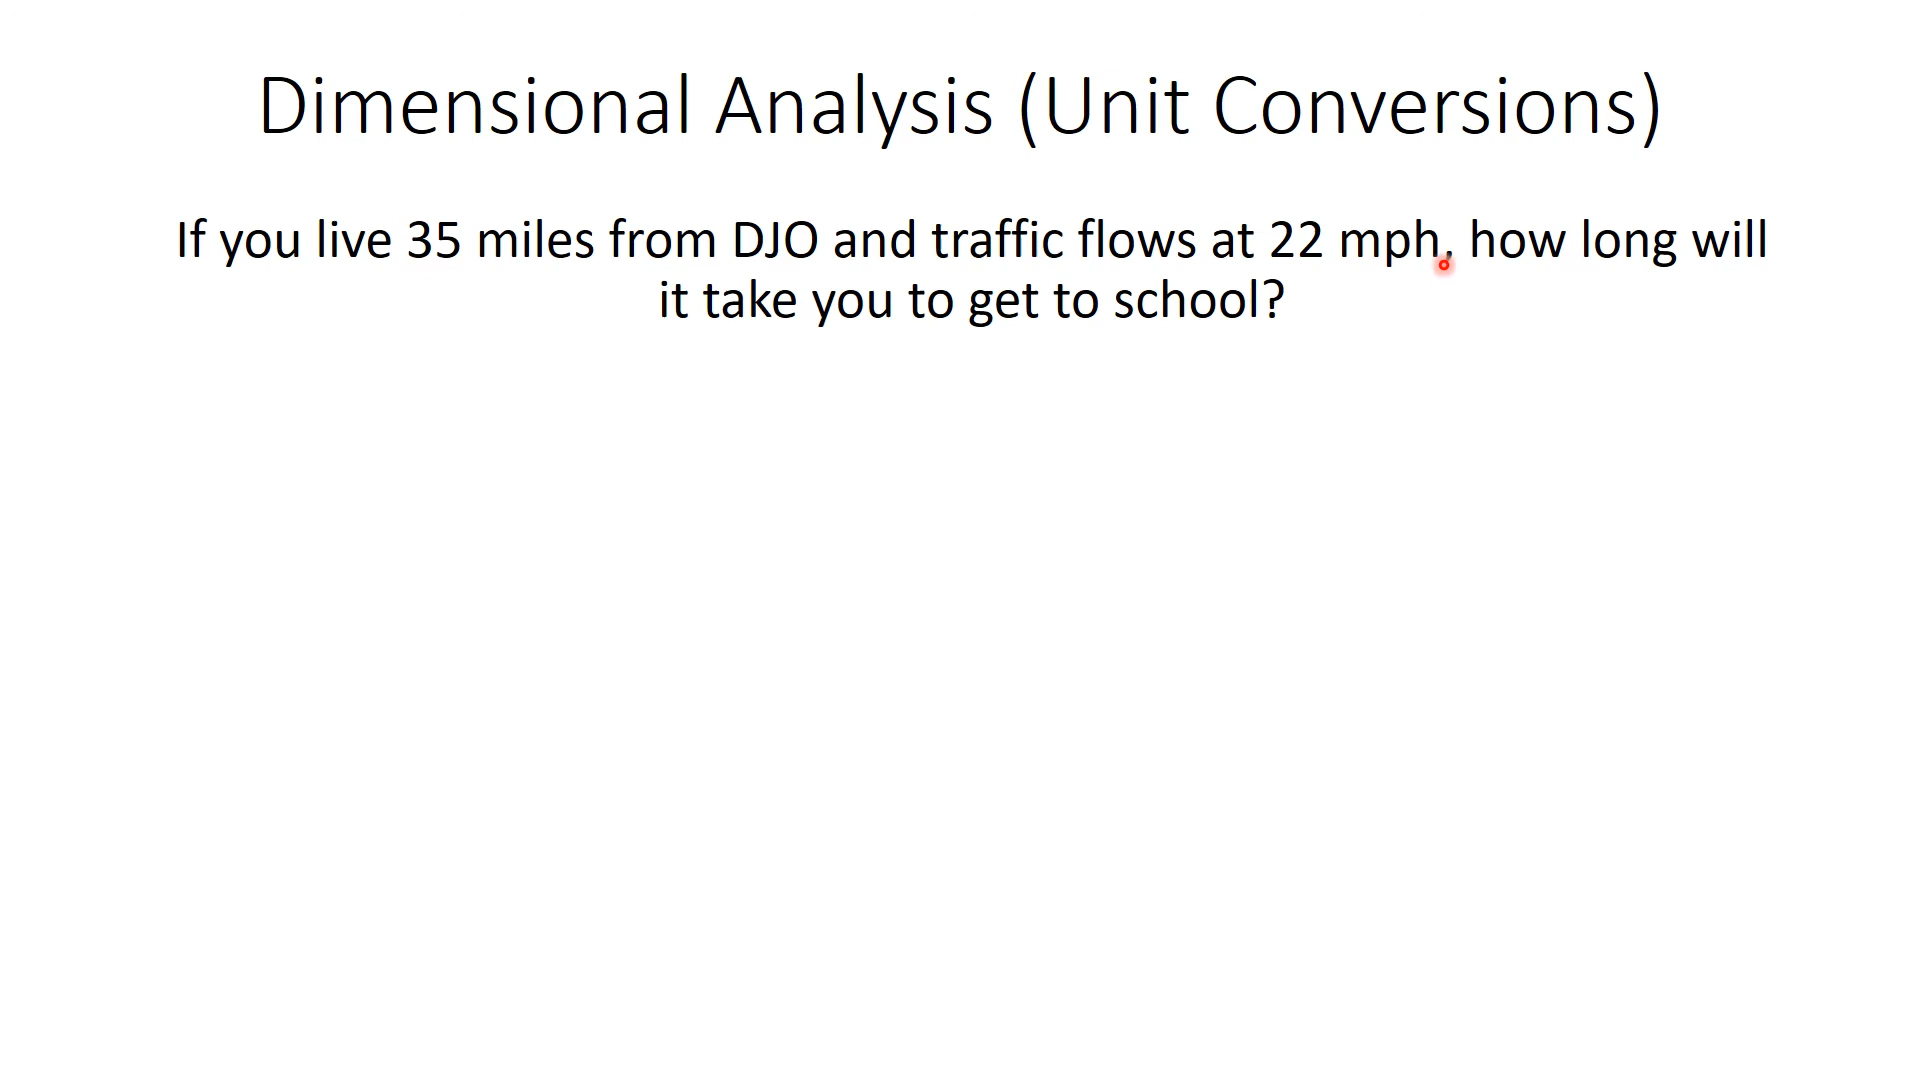 Dimensional Analysis (Unit Conversions)
If you live 35 miles from DJO and traffic flows at 22 mph, how long will
it take you to get to school?